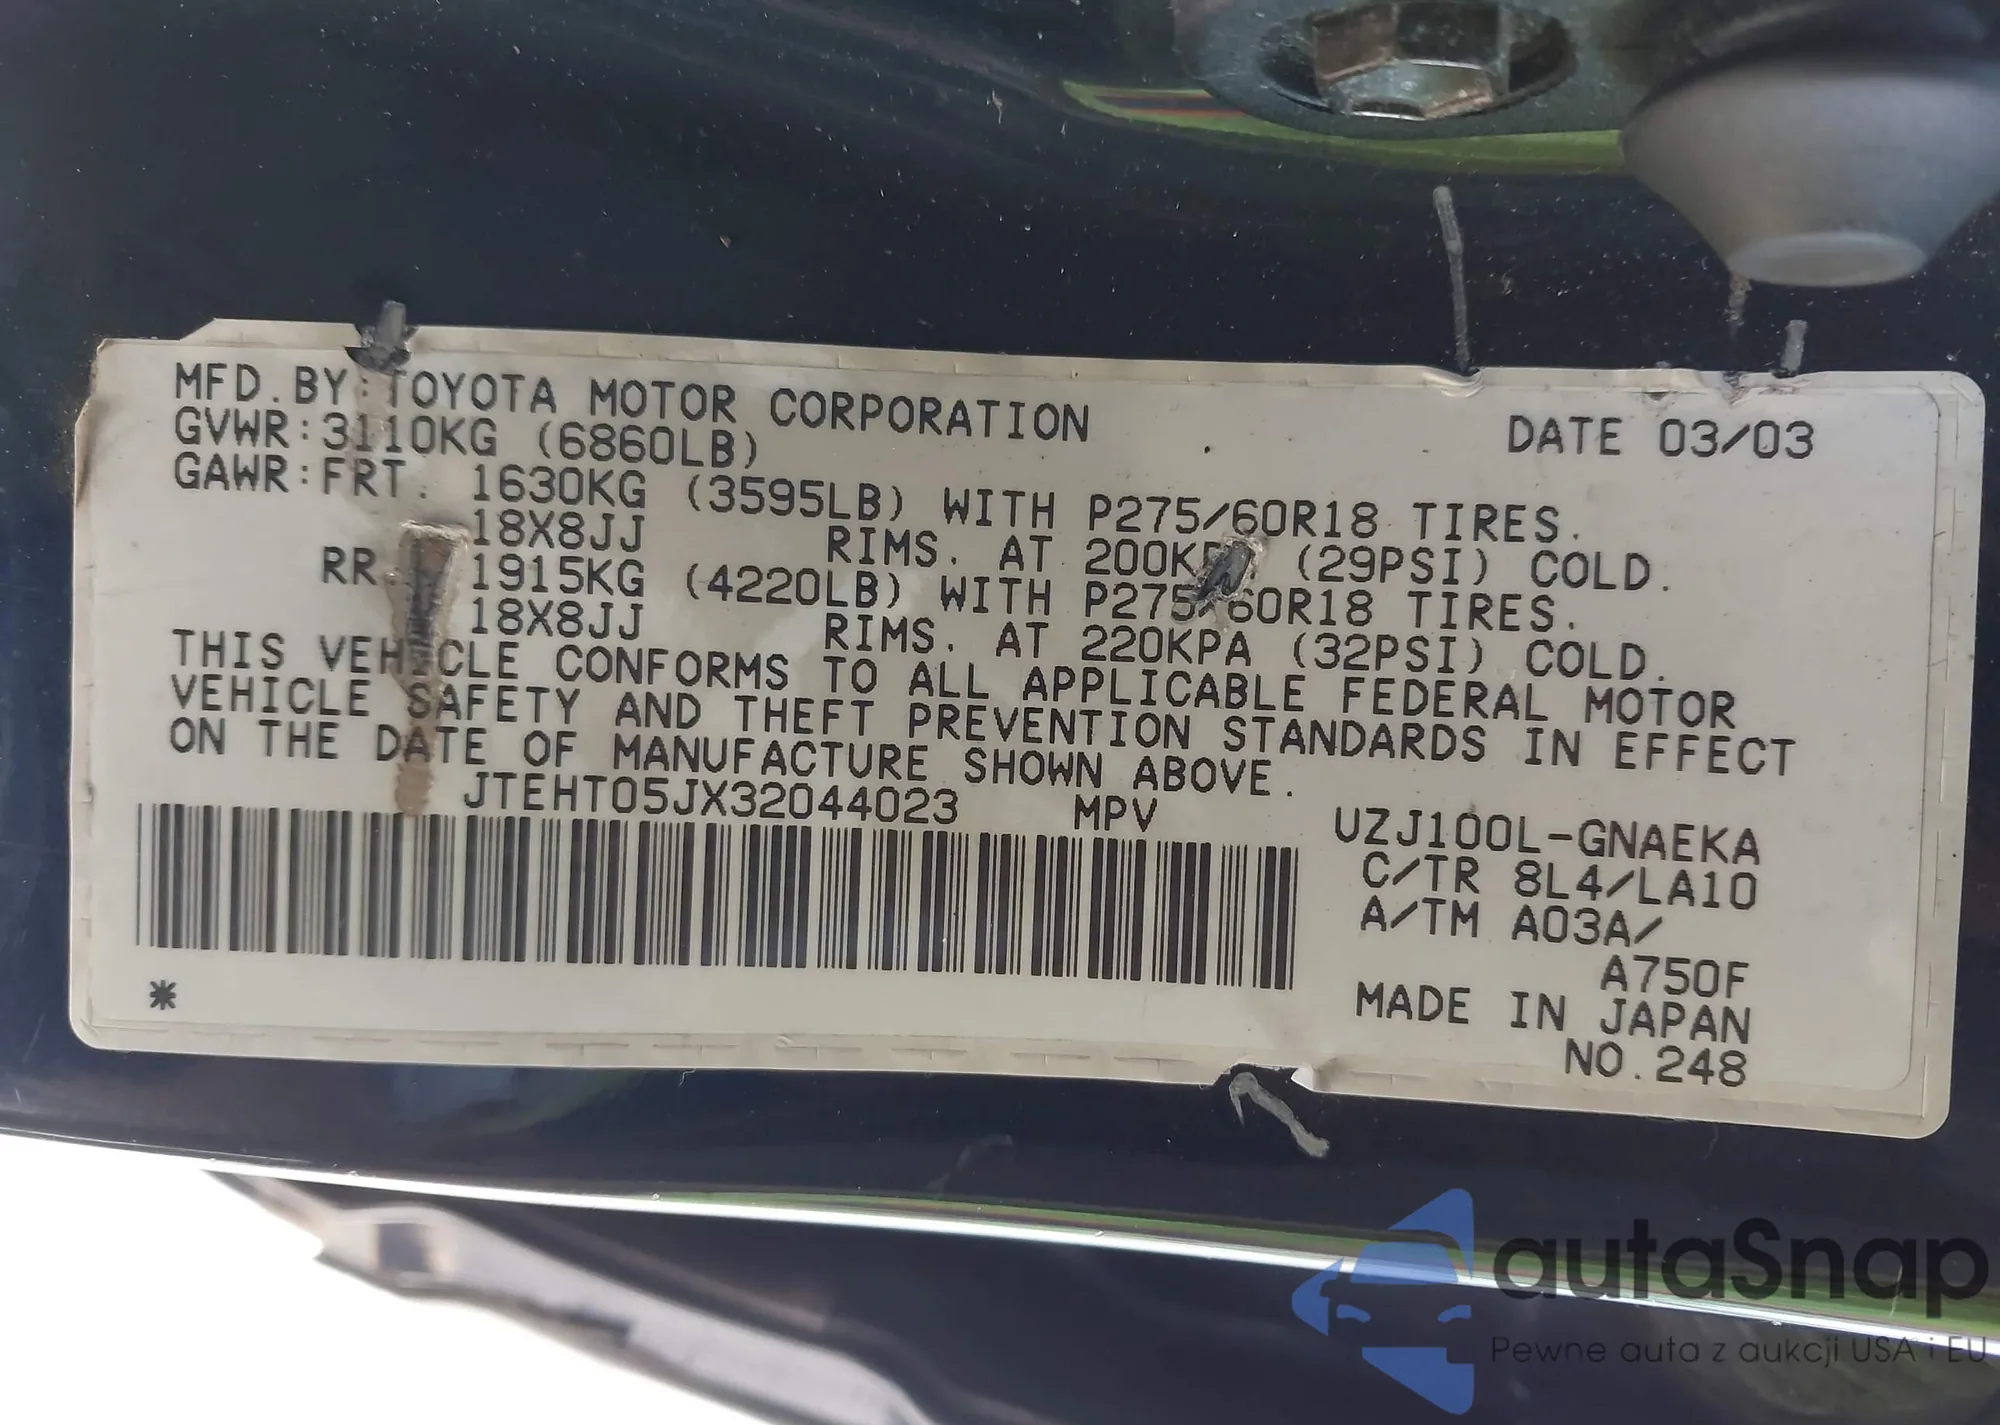 MFD. BY: TOYOTA MOTOR CORPORATION DATE 03/03
GVWR: 3110KG (6860LB)
GAWR: FRT. 1630KG (3595LB) WITH P275/60R18 TIRES.
18X8JJ RIMS. AT 200KPA (29PSI) COLD.
RR 1915KG (4220LB) WITH P275/60R18 TIRES.
18X8JJ RIMS. AT 220KPA (32PSI) COLD.
THIS VEHICLE CONFORMS TO ALL APPLICABLE FEDERAL MOTOR
VEHICLE SAFETY AND THEFT PREVENTION STANDARDS IN EFFECT
ON THE DATE OF MANUFACTURE SHOWN ABOVE.
JTEHT05JX32044023 MPV
UZJ100L-GNAEKA
C/TR 8L4/LA10
A/TM A03A/
A750F
MADE IN JAPAN
NO. 248
*
autaSnap
Pewne auta z aukcji USA i EU